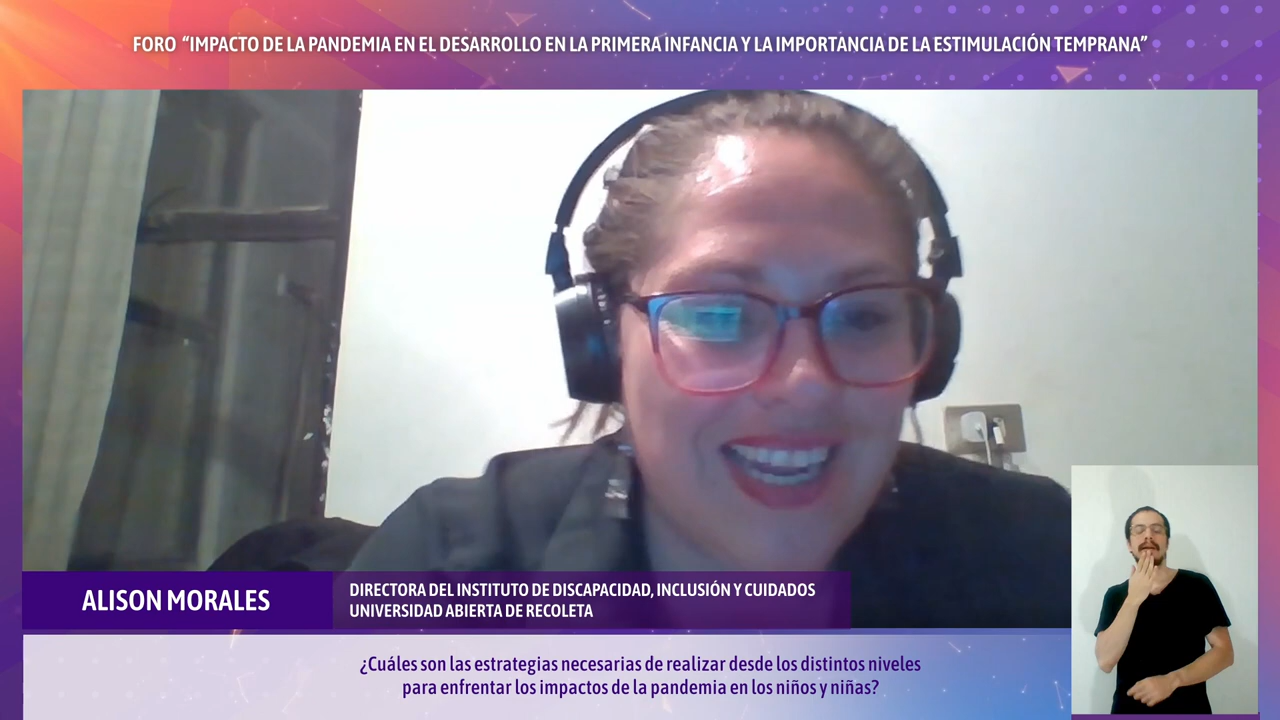 FORO “IMPACTO DE LA PANDEMIA EN EL DESARROLLO EN LA PRIMERA INFANCIA Y LA IMPORTANCIA DE LA ESTIMULACIÓN TEMPRANA”
ALISON MORALES
DIRECTORA DEL INSTITUTO DE DISCAPACIDAD, INCLUSIÓN Y CUIDADOS
UNIVERSIDAD ABIERTA DE RECOLETA
¿Cuáles son las estrategias necesarias de realizar desde los distintos niveles
para enfrentar los impactos de la pandemia en los niños y niñas?